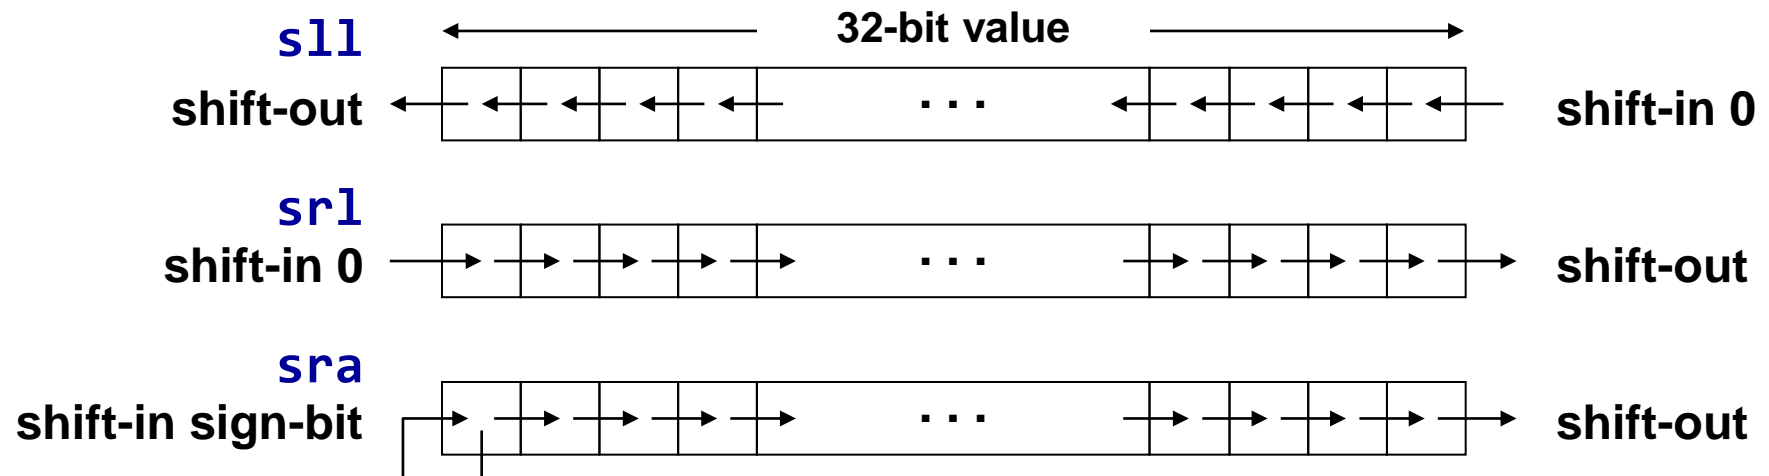 sll
32-bit value
shift-out ... shift-in 0
srl
shift-in 0 ... shift-out
sra
shift-in sign-bit ... shift-out